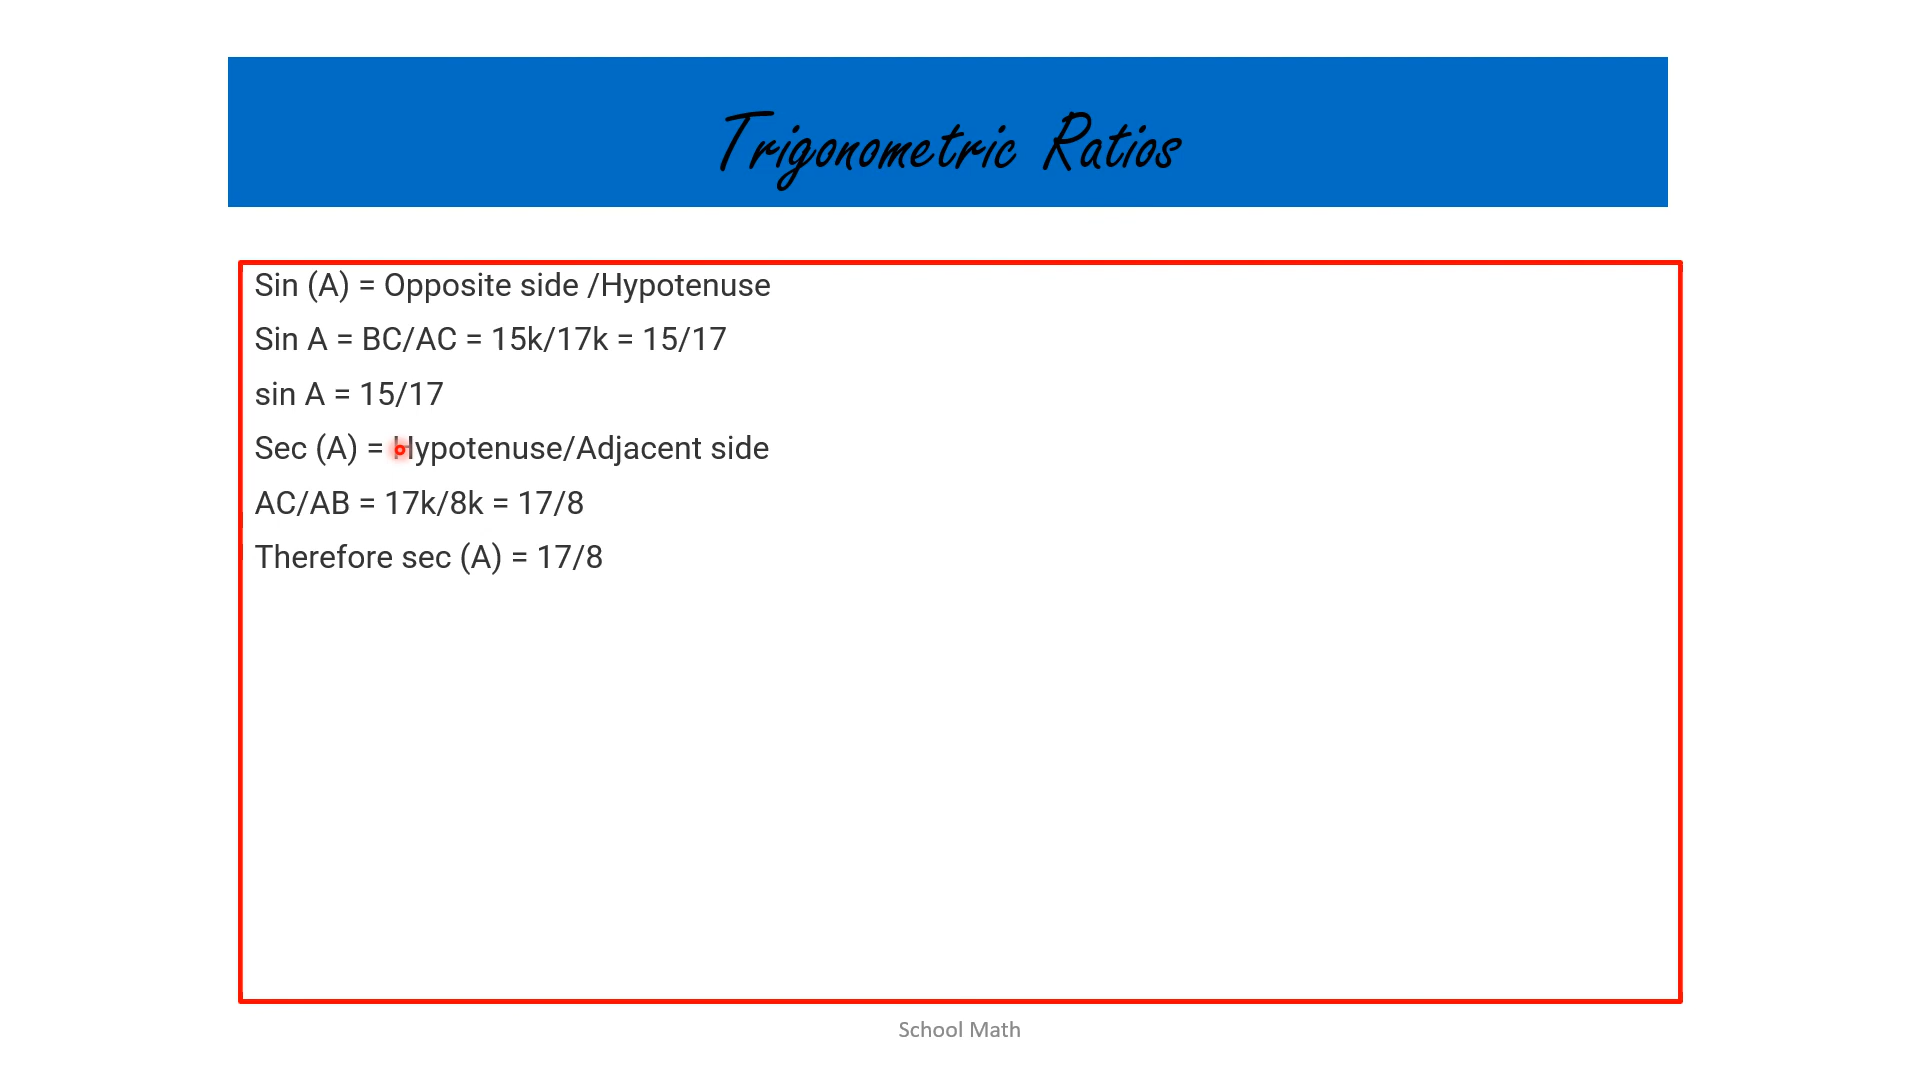 Trigonometric Ratios
Sin (A) = Opposite side /Hypotenuse
Sin A = BC/AC = 15k/17k = 15/17
sin A = 15/17
Sec (A) = Hypotenuse/Adjacent side
AC/AB = 17k/8k = 17/8
Therefore sec (A) = 17/8
School Math